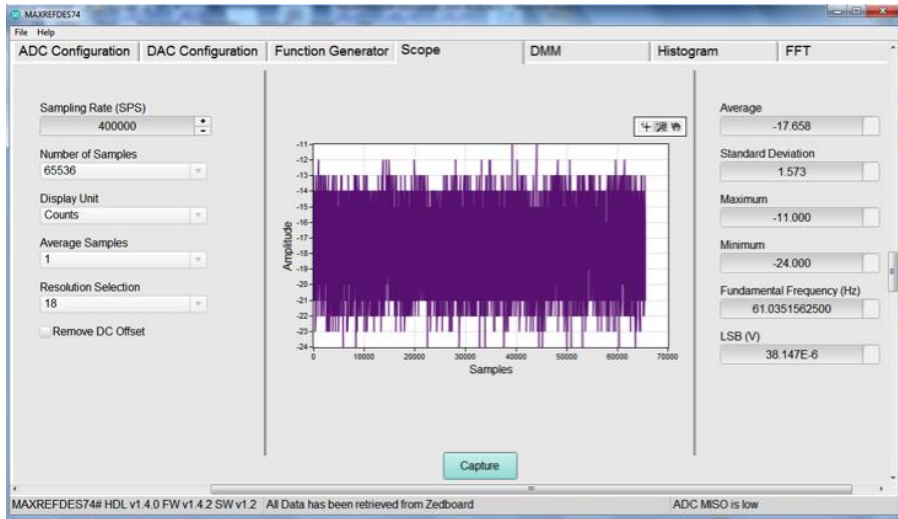 MAXREFDES74
File Help
ADC Configuration DAC Configuration Function Generator Scope DMM Histogram FFT
Sampling Rate (SPS)
400000
Number of Samples
65536
Display Unit
Counts
Average Samples
1
Resolution Selection
18
Remove DC Offset
-11
-12
-13
-14
-15
-16
-17
-18
-19
-20
-21
-22
-23
-24
Amplitude
0 10000 20000 30000 40000 50000 60000 70000
Samples
Capture
Average
-17.658
Standard Deviation
1.573
Maximum
-11.000
Minimum
-24.000
Fundamental Frequency (Hz)
61.0351562500
LSB (V)
38.147E-6
MAXREFDES74# HDL v1.4.0 FW v1.4.2 SW v1.2 All Data has been retrieved from Zedboard ADC MISO is low